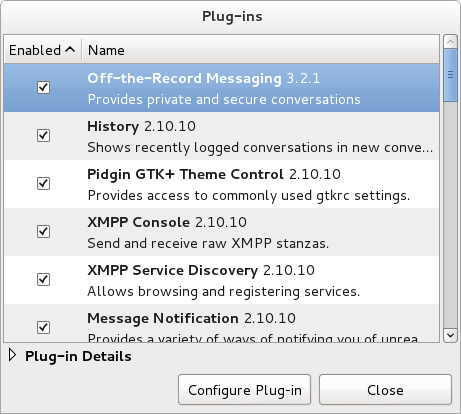 Plug-ins
Enabled Name
Off-the-Record Messaging 3.2.1
Provides private and secure conversations
History 2.10.10
Shows recently logged conversations in new conve...
Pidgin GTK+ Theme Control 2.10.10
Provides access to commonly used gtkrc settings.
XMPP Console 2.10.10
Send and receive raw XMPP stanzas.
XMPP Service Discovery 2.10.10
Allows browsing and registering services.
Message Notification 2.10.10
Provides a variety of ways of notifying you of unrea...
Plug-in Details
Configure Plug-in Close